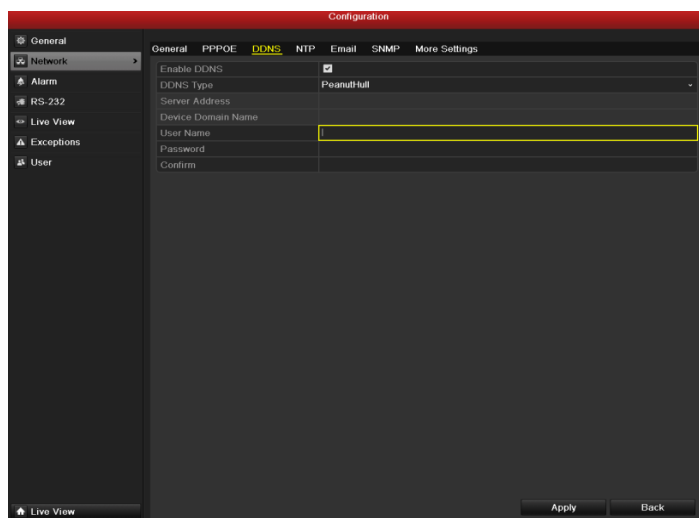 Configuration
General
Network
Alarm
RS-232
Live View
Exceptions
User
General PPPOE DDNS NTP Email SNMP More Settings
Enable DDNS
DDNS Type PeanutHull
Server Address
Device Domain Name
User Name
Password
Confirm
Live View
Apply Back